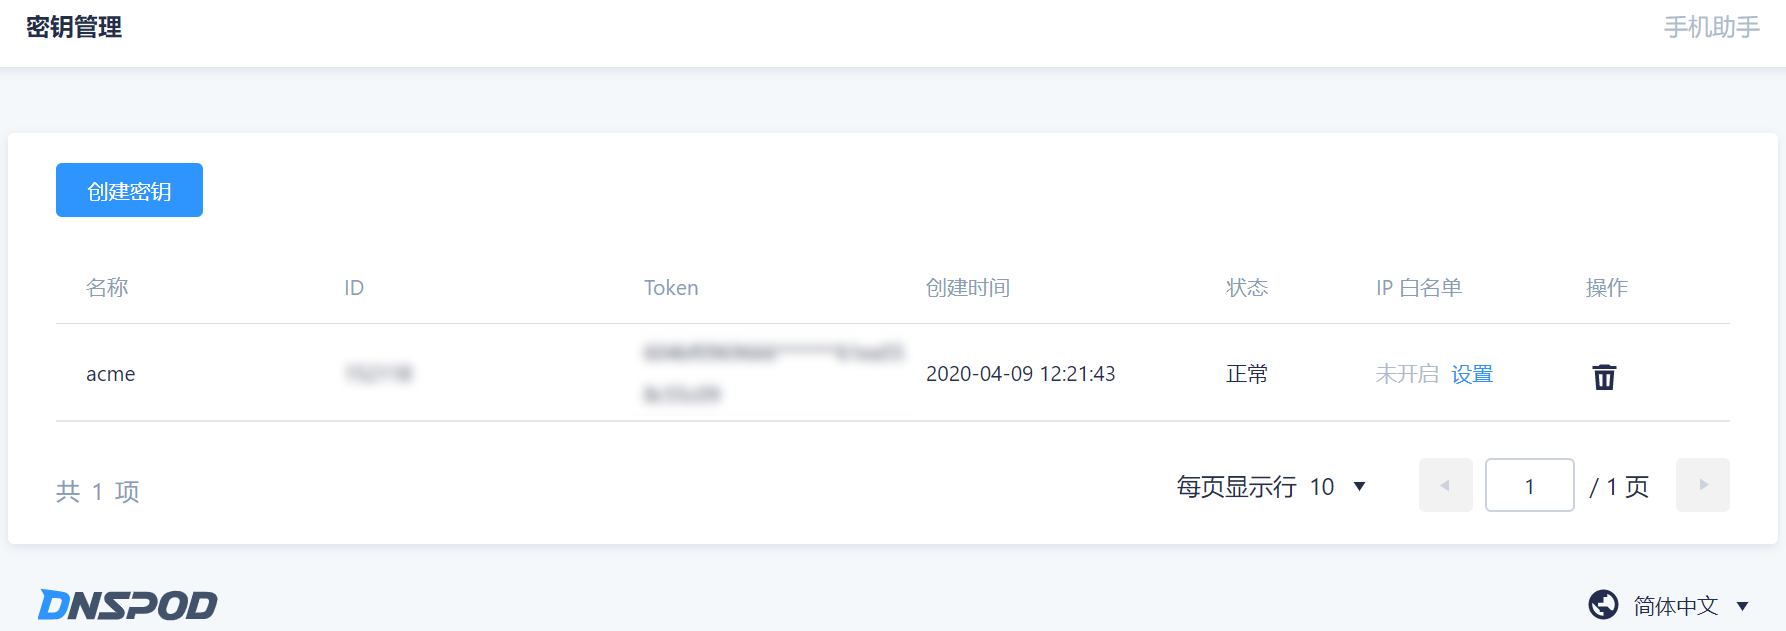 密钥管理 手机助手
创建密钥
名称 ID Token 创建时间 状态 IP 白名单 操作
acme 2020-04-09 12:21:43 正常 未开启 设置
共 1 项 每页显示行 10 1 / 1 页
DNSPOD 简体中文